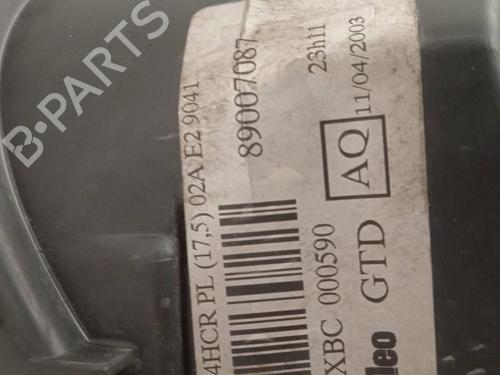 B-PARTS
4HCR PL (17,5) 02A E2 9041
89007087
23h11
XBC 000590
11/04/2003
AQ
GTD
leo